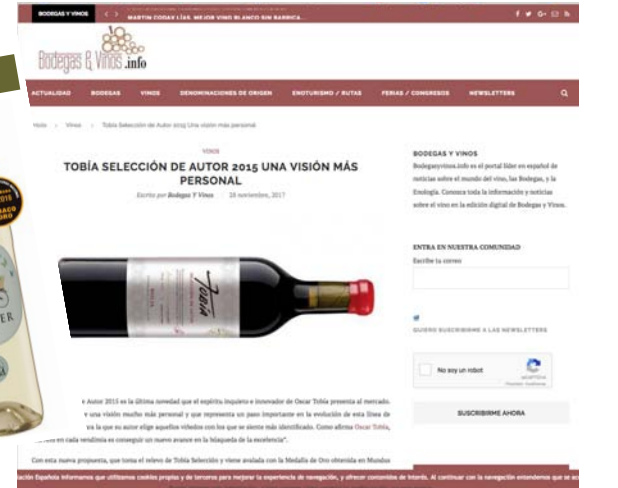 BODEGAS Y VINOS
MARTIN CODAX LÍAS, MEJOR VINO BLANCO SIN BARRICA...
Bodegas & Vinos .info
ACTUALIDAD BODEGAS VINOS DENOMINACIONES DE ORIGEN ENOTURISMO / RUTAS FERIAS / CONGRESOS NEWSLETTERS
Vinos > Tobía Selección de Autor 2015 Una visión más personal
VINOS
TOBÍA SELECCIÓN DE AUTOR 2015 UNA VISIÓN MÁS
PERSONAL
Escrito por Bodegas Y Vinos | 28 noviembre, 2017
Tobía
e Autor 2015 es la última novedad que el espíritu inquieto e innovador de Oscar Tobía presenta al mercado.
e una visión mucho más personal y que representa un paso importante en la evolución de esta línea de
ra la que su autor elige aquellos viñedos con los que se siente más identificado. Como afirma Oscar Tobía,
en cada vendimia es conseguir un nuevo avance en la búsqueda de la excelencia".
Con esta nueva propuesta, que toma el relevo de Tobía Selección y viene avalada con la Medalla de Oro obtenida en Mundus
BODEGAS Y VINOS
Bodegasyvinos.info es el portal líder en español de
noticias sobre el mundo del vino, las Bodegas, y la
Enología. Conozca toda la información y noticias
sobre el vino en la edición digital de Bodegas y Vinos.
ENTRA EN NUESTRA COMUNIDAD
Escribe tu correo
QUIERO SUSCRIBIRME A LAS NEWSLETTERS
No soy un robot
reCAPTCHA
SUSCRIBIRME AHORA
ación Española informamos que utilizamos cookies propias y de terceros para mejorar la experiencia de navegación, y ofrecer contenidos de interés. Al continuar con la navegación entendemos que se ac